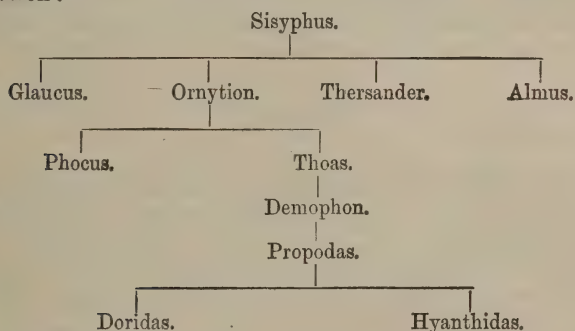 Sisyphus.
Glaucus. Ornytion. Thersander. Almus.
Phocus. Thoas.
Demophon.
Propodas.
Doridas. Hyanthidas.